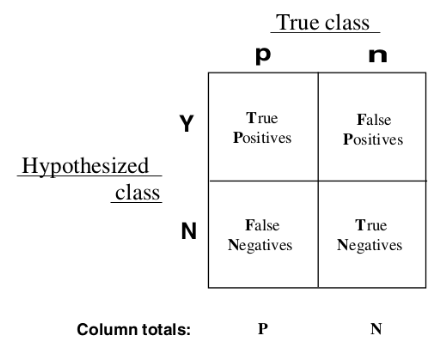 True class
p n
Y
True
Positives
False
Positives
Hypothesized
class
N
False
Negatives
True
Negatives
Column totals: P N